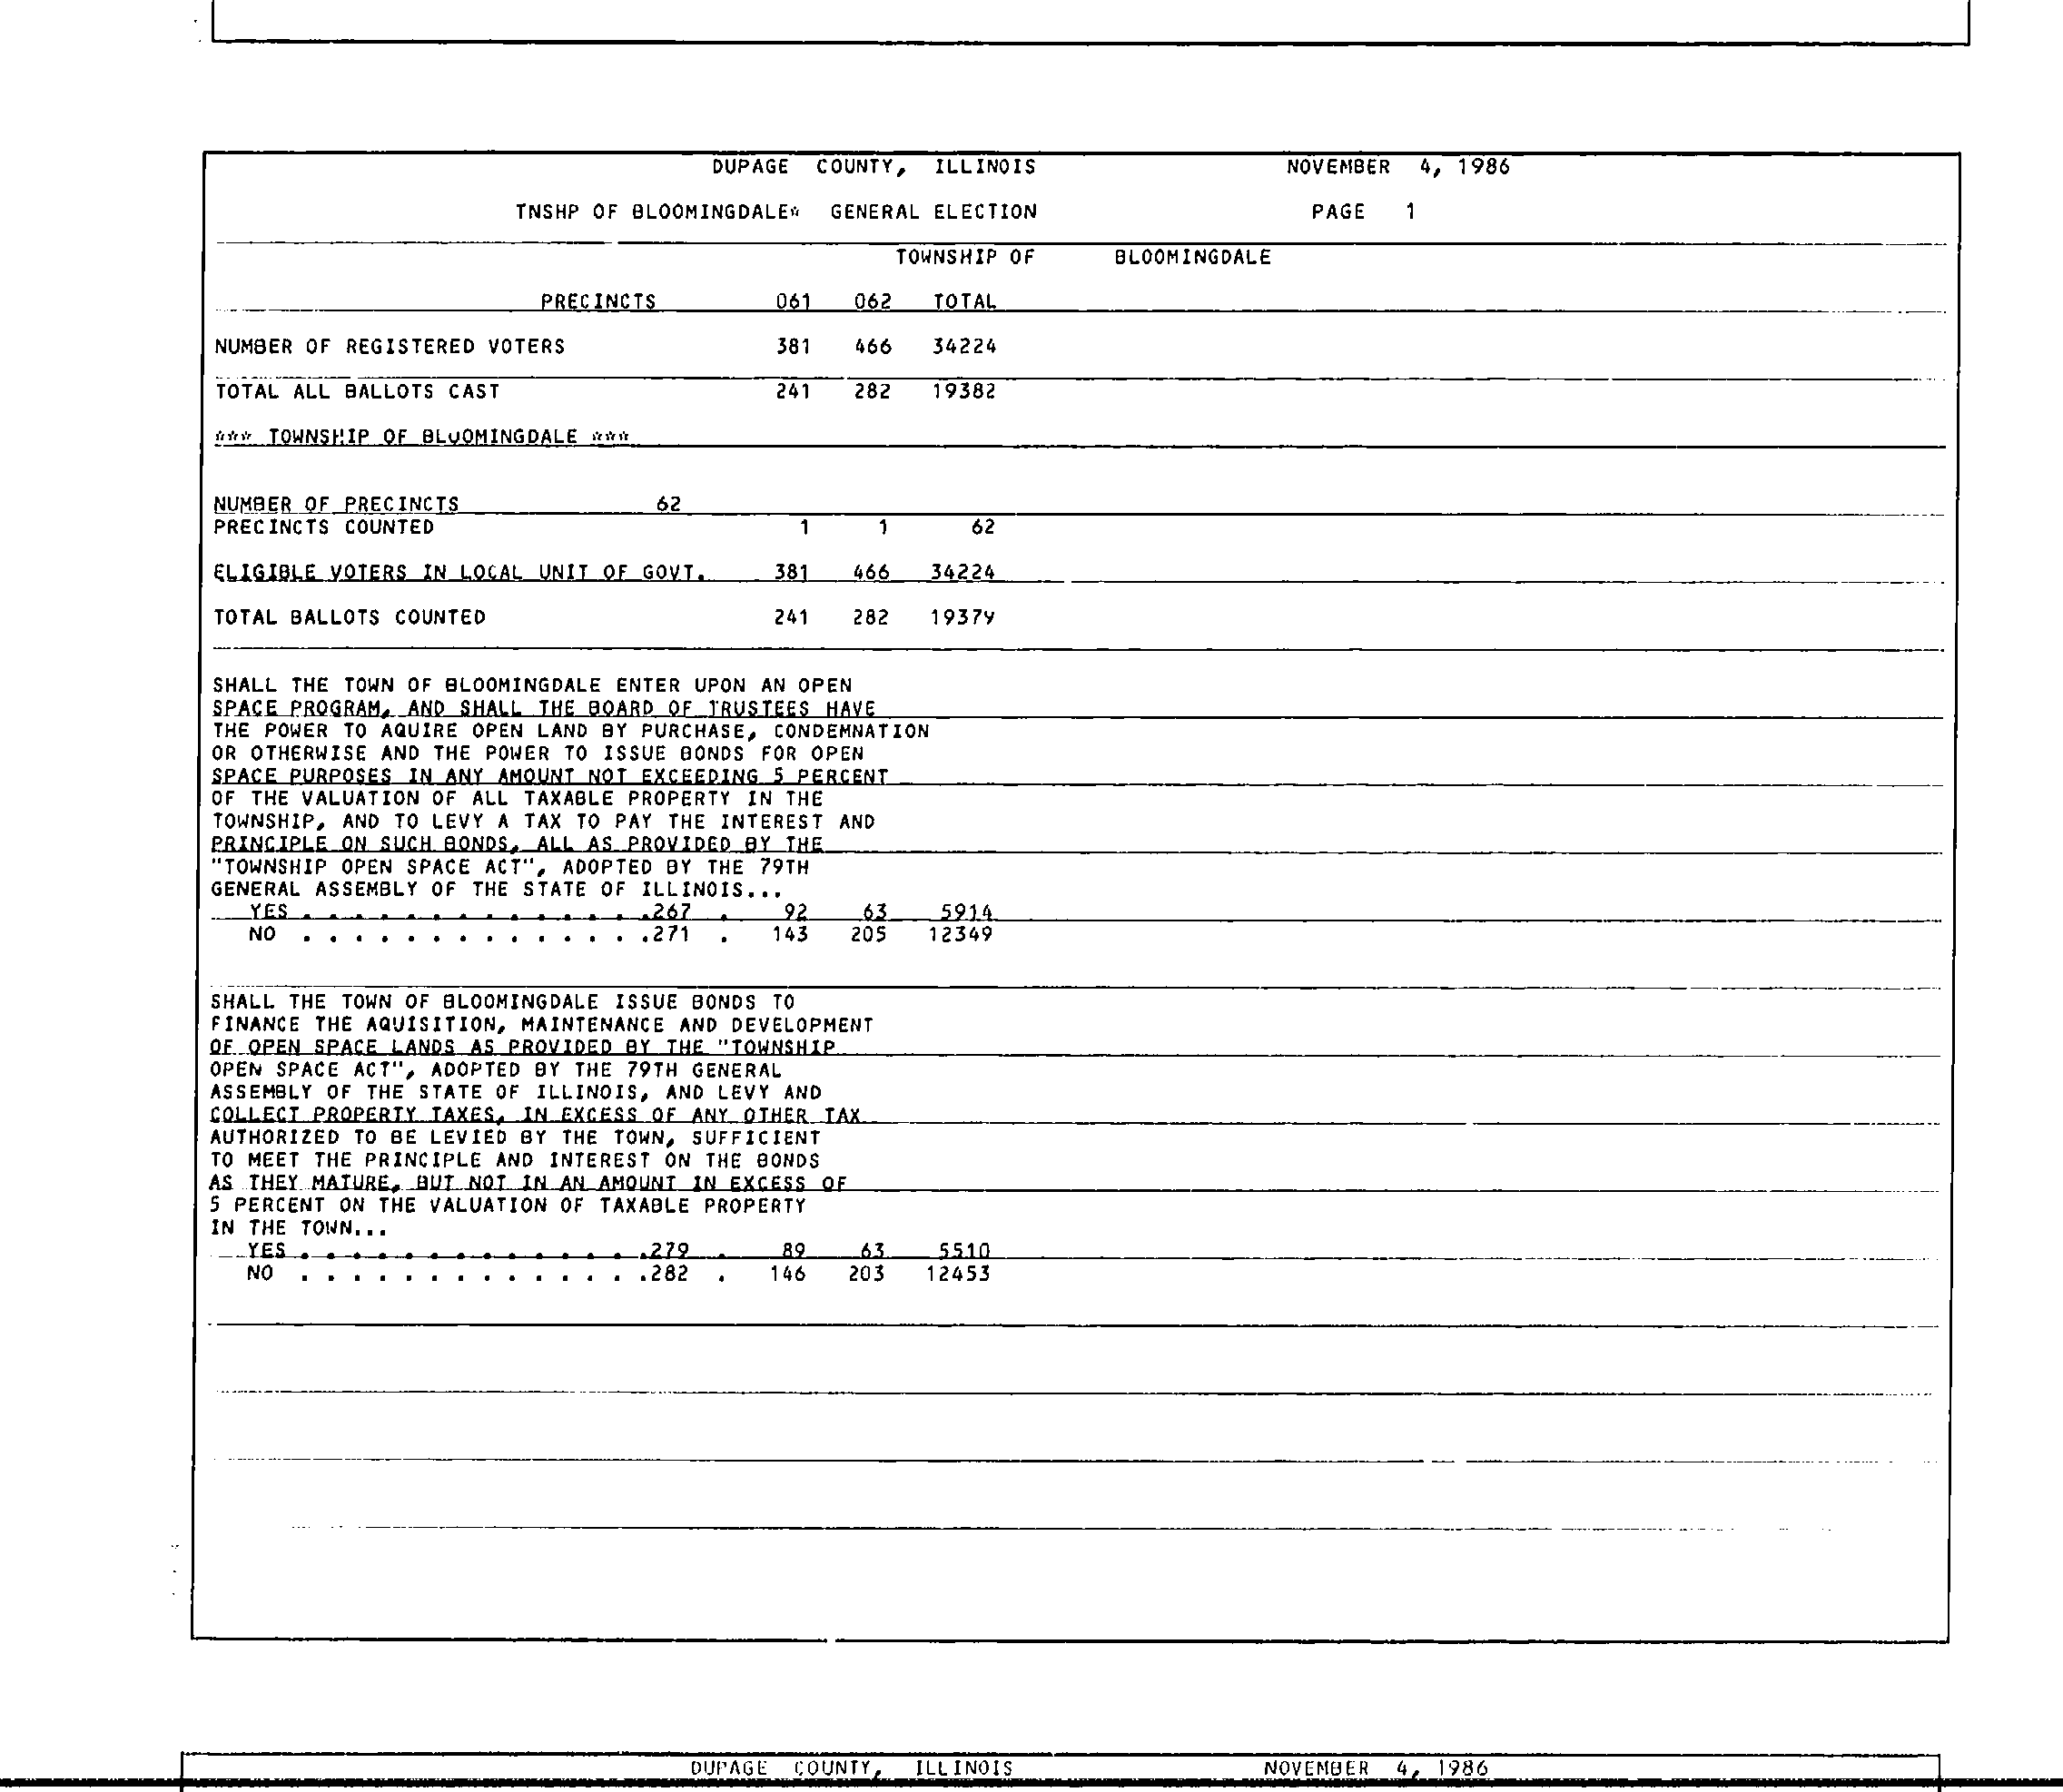 DUPAGE COUNTY, ILLINOIS NOVEMBER 4, 1986
TNSHP OF BLOOMINGDALE* GENERAL ELECTION PAGE 1
TOWNSHIP OF BLOOMINGDALE
PRECINCTS 061 062 TOTAL
NUMBER OF REGISTERED VOTERS 381 466 34224
TOTAL ALL BALLOTS CAST 241 282 19382
*** TOWNSHIP OF BLOOMINGDALE ***
NUMBER OF PRECINCTS 62
PRECINCTS COUNTED 1 1 62
ELIGIBLE VOTERS IN LOCAL UNIT OF GOVT. 381 466 34224
TOTAL BALLOTS COUNTED 241 282 19379
SHALL THE TOWN OF BLOOMINGDALE ENTER UPON AN OPEN
SPACE PROGRAM, AND SHALL THE BOARD OF TRUSTEES HAVE
THE POWER TO AQUIRE OPEN LAND BY PURCHASE, CONDEMNATION
OR OTHERWISE AND THE POWER TO ISSUE BONDS FOR OPEN
SPACE PURPOSES IN ANY AMOUNT NOT EXCEEDING 5 PERCENT
OF THE VALUATION OF ALL TAXABLE PROPERTY IN THE
TOWNSHIP, AND TO LEVY A TAX TO PAY THE INTEREST AND
PRINCIPLE ON SUCH BONDS, ALL AS PROVIDED BY THE
"TOWNSHIP OPEN SPACE ACT", ADOPTED BY THE 79TH
GENERAL ASSEMBLY OF THE STATE OF ILLINOIS...
YES . . . . . . . . . . . . . .267 . 92 63 5914
NO . . . . . . . . . . . . . .271 . 143 205 12349
SHALL THE TOWN OF BLOOMINGDALE ISSUE BONDS TO
FINANCE THE AQUISITION, MAINTENANCE AND DEVELOPMENT
OF OPEN SPACE LANDS AS PROVIDED BY THE "TOWNSHIP
OPEN SPACE ACT", ADOPTED BY THE 79TH GENERAL
ASSEMBLY OF THE STATE OF ILLINOIS, AND LEVY AND
COLLECT PROPERTY TAXES, IN EXCESS OF ANY OTHER TAX
AUTHORIZED TO BE LEVIED BY THE TOWN, SUFFICIENT
TO MEET THE PRINCIPLE AND INTEREST ON THE BONDS
AS THEY MATURE, BUT NOT IN AN AMOUNT IN EXCESS OF
5 PERCENT ON THE VALUATION OF TAXABLE PROPERTY
IN THE TOWN...
YES . . . . . . . . . . . . . .279 . 89 63 5510
NO . . . . . . . . . . . . . .282 . 146 203 12453
DUPAGE COUNTY, ILLINOIS NOVEMBER 4, 1986